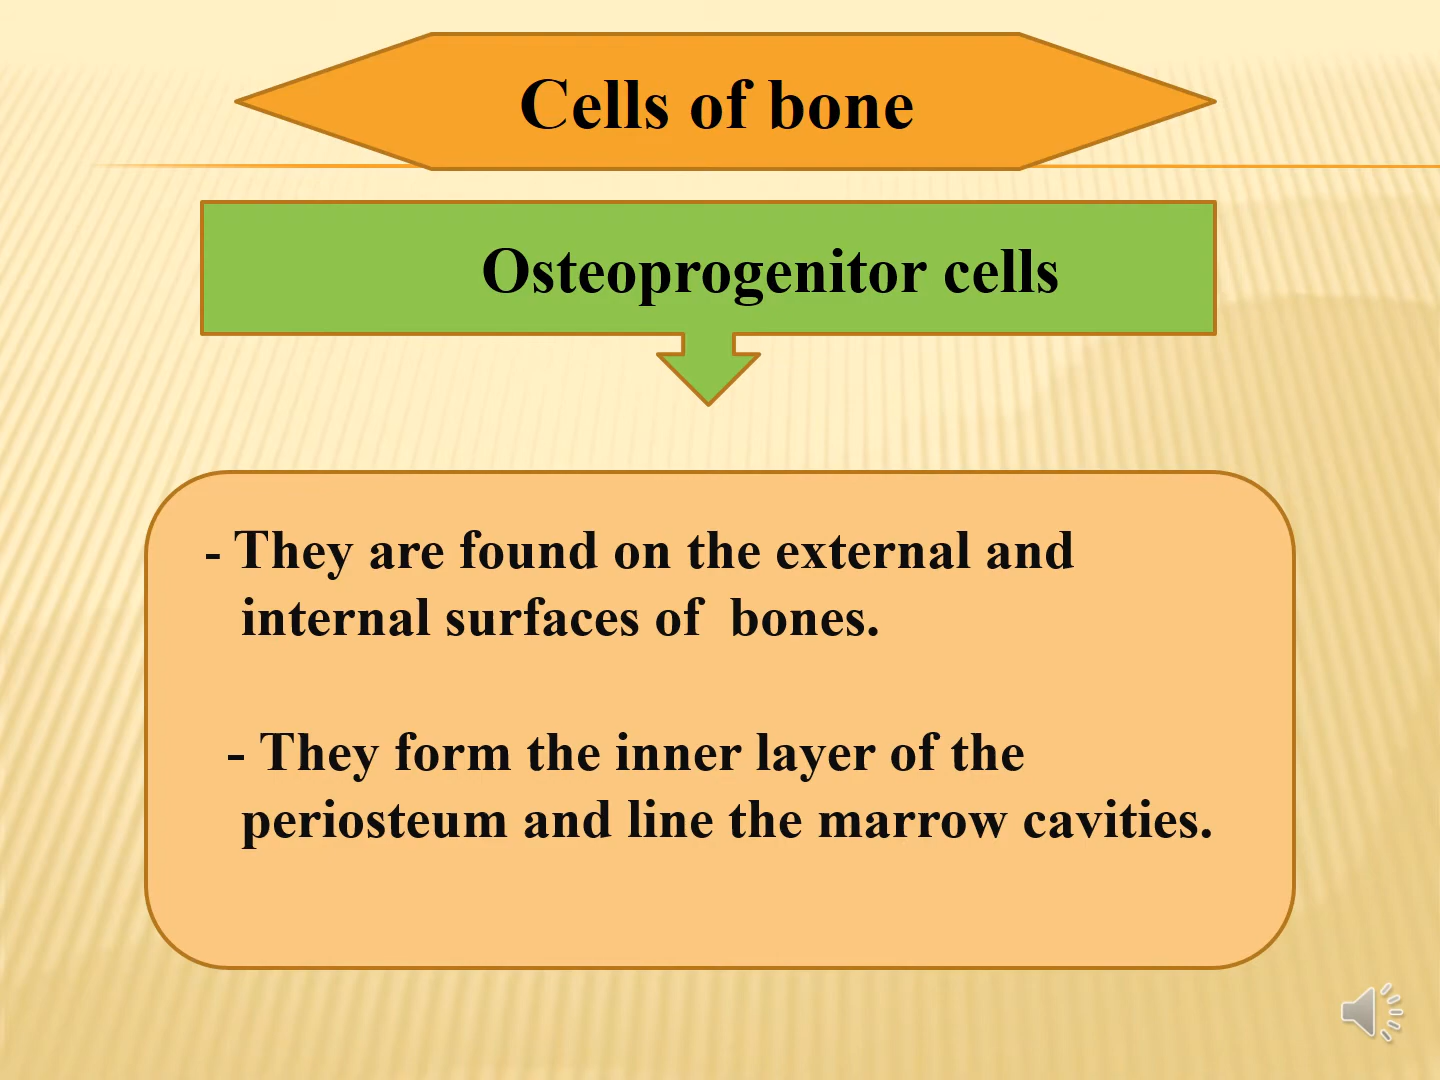 Cells of bone
Osteoprogenitor cells
- They are found on the external and
internal surfaces of  bones.
- They form the inner layer of the
periosteum and line the marrow cavities.